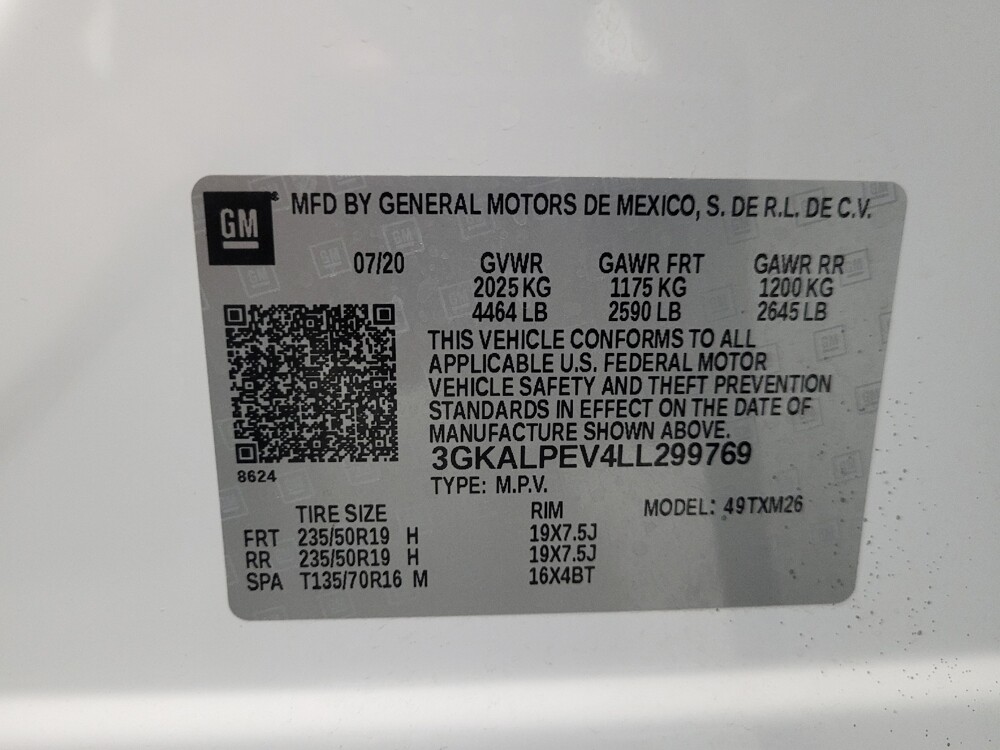 GM MFD BY GENERAL MOTORS DE MEXICO, S. DE R.L. DE C.V.
07/20 GVWR GAWR FRT GAWR RR
2025 KG 1175 KG 1200 KG
4464 LB 2590 LB 2645 LB
THIS VEHICLE CONFORMS TO ALL
APPLICABLE U.S. FEDERAL MOTOR
VEHICLE SAFETY AND THEFT PREVENTION
STANDARDS IN EFFECT ON THE DATE OF
MANUFACTURE SHOWN ABOVE.
3GKALPEV4LL299769
8624
TYPE: M.P.V.
TIRE SIZE RIM MODEL: 49TXM26
FRT 235/50R19 H 19X7.5J
RR 235/50R19 H 19X7.5J
SPA T135/70R16 M 16X4BT